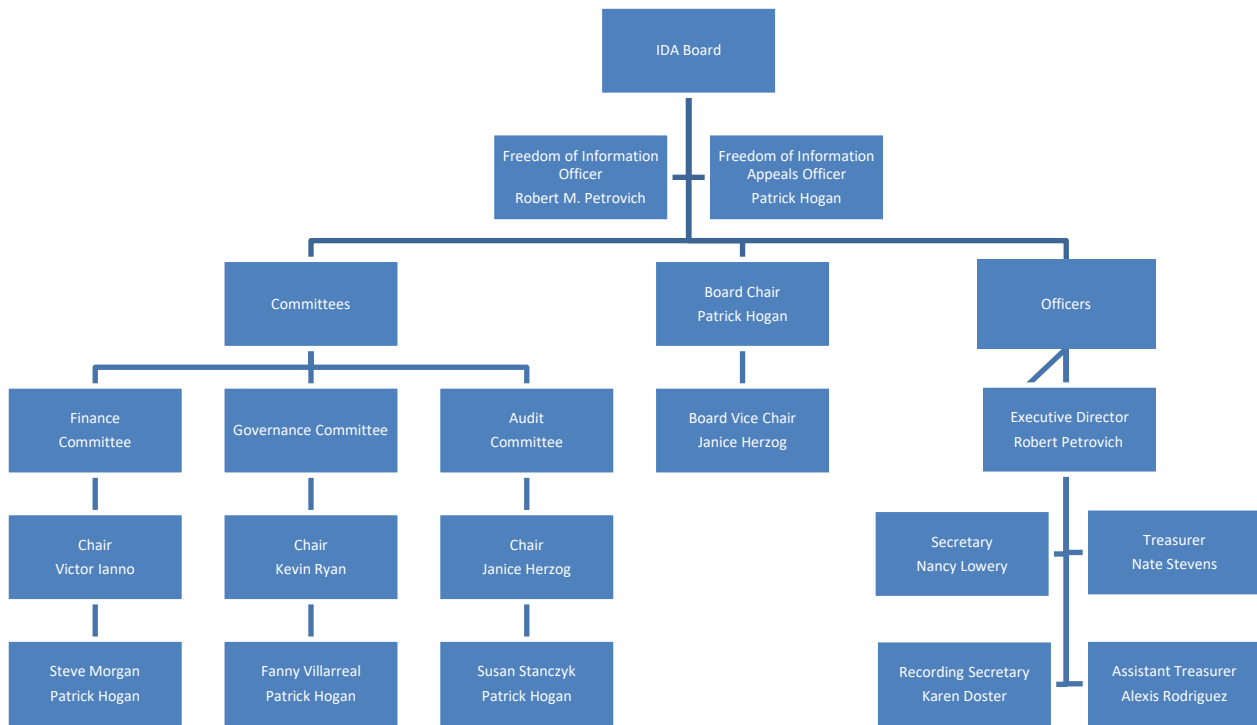 IDA Board
Freedom of Information
Officer
Robert M. Petrovich
Freedom of Information
Appeals Officer
Patrick Hogan
Committees
Board Chair
Patrick Hogan
Officers
Finance
Committee
Governance Committee
Audit
Committee
Board Vice Chair
Janice Herzog
Executive Director
Robert Petrovich
Chair
Victor Ianno
Chair
Kevin Ryan
Chair
Janice Herzog
Secretary
Nancy Lowery
Treasurer
Nate Stevens
Steve Morgan
Patrick Hogan
Fanny Villarreal
Patrick Hogan
Susan Stanczyk
Patrick Hogan
Recording Secretary
Karen Doster
Assistant Treasurer
Alexis Rodriguez